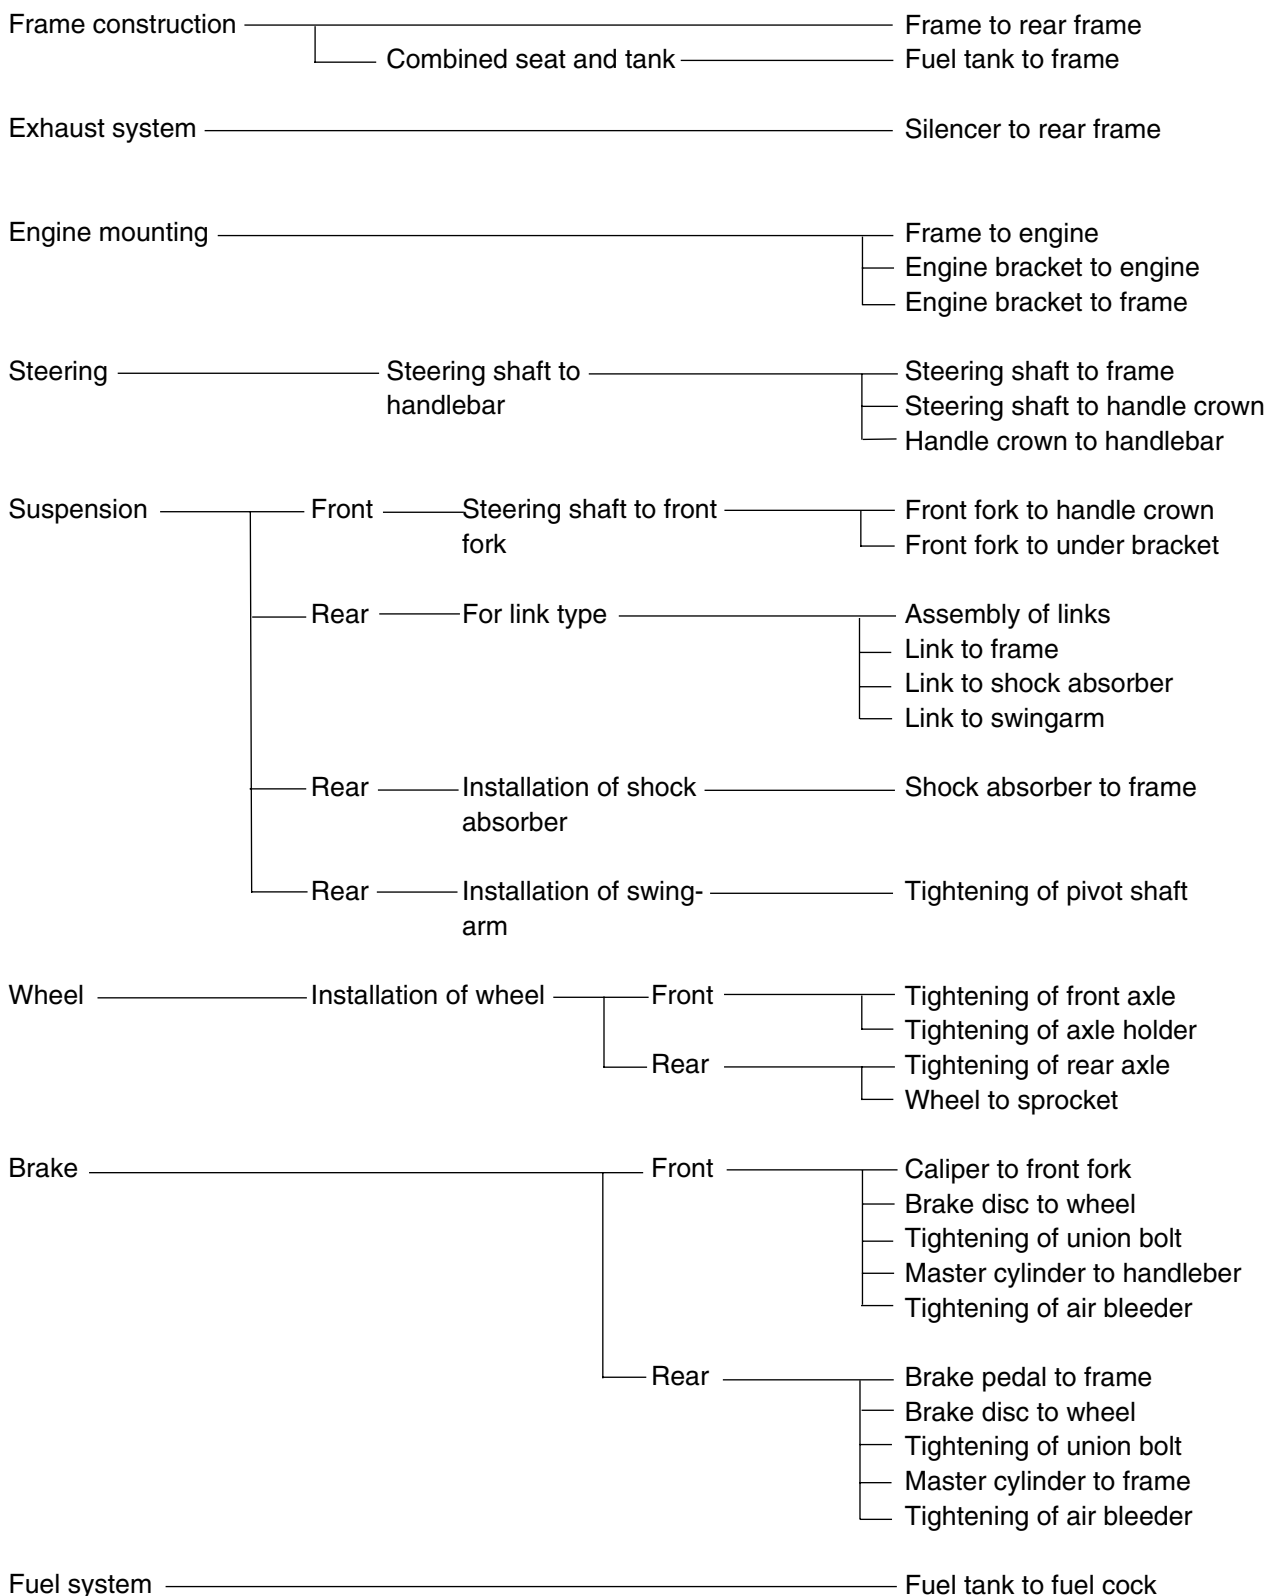 Frame construction Frame to rear frame
Combined seat and tank Fuel tank to frame
Exhaust system Silencer to rear frame
Engine mounting Frame to engine
Engine bracket to engine
Engine bracket to frame
Steering Steering shaft to Steering shaft to frame
handlebar Steering shaft to handle crown
Handle crown to handlebar
Suspension Front Steering shaft to front Front fork to handle crown
fork Front fork to under bracket
Rear For link type Assembly of links
Link to frame
Link to shock absorber
Link to swingarm
Rear Installation of shock Shock absorber to frame
absorber
Rear Installation of swing- Tightening of pivot shaft
arm
Wheel Installation of wheel Front Tightening of front axle
Tightening of axle holder
Rear Tightening of rear axle
Wheel to sprocket
Brake Front Caliper to front fork
Brake disc to wheel
Tightening of union bolt
Master cylinder to handleber
Tightening of air bleeder
Rear Brake pedal to frame
Brake disc to wheel
Tightening of union bolt
Master cylinder to frame
Tightening of air bleeder
Fuel system Fuel tank to fuel cock